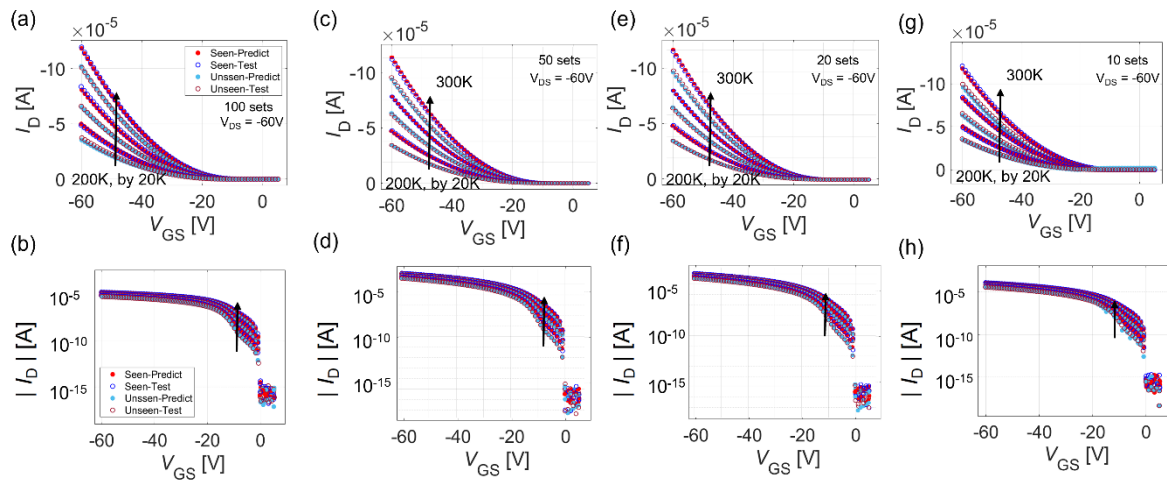 (a)
×10⁻⁵
-10
-5
0
I_D [A]
Seen-Predict
Seen-Test
Unssen-Predict
Unseen-Test
100 sets
V_DS = -60V
200K, by 20K
-60 -40 -20 0
V_GS [V]
(c)
×10⁻⁵
-10
-5
0
I_D [A]
50 sets
V_DS = -60V
300K
200K, by 20K
-60 -40 -20 0
V_GS [V]
(e)
×10⁻⁵
-10
-5
0
I_D [A]
20 sets
V_DS = -60V
300K
200K, by 20K
-60 -40 -20 0
V_GS [V]
(g)
×10⁻⁵
-10
-5
0
I_D [A]
10 sets
V_DS = -60V
300K
200K, by 20K
-60 -40 -20 0
V_GS [V]
(b)
10⁻⁵
10⁻¹⁰
10⁻¹⁵
| I_D | [A]
Seen-Predict
Seen-Test
Unssen-Predict
Unseen-Test
-60 -40 -20 0
V_GS [V]
(d)
10⁻⁵
10⁻¹⁰
10⁻¹⁵
| I_D | [A]
-60 -40 -20 0
V_GS [V]
(f)
10⁻⁵
10⁻¹⁰
10⁻¹⁵
| I_D | [A]
-60 -40 -20 0
V_GS [V]
(h)
10⁻⁵
10⁻¹⁰
10⁻¹⁵
| I_D | [A]
-60 -40 -20 0
V_GS [V]